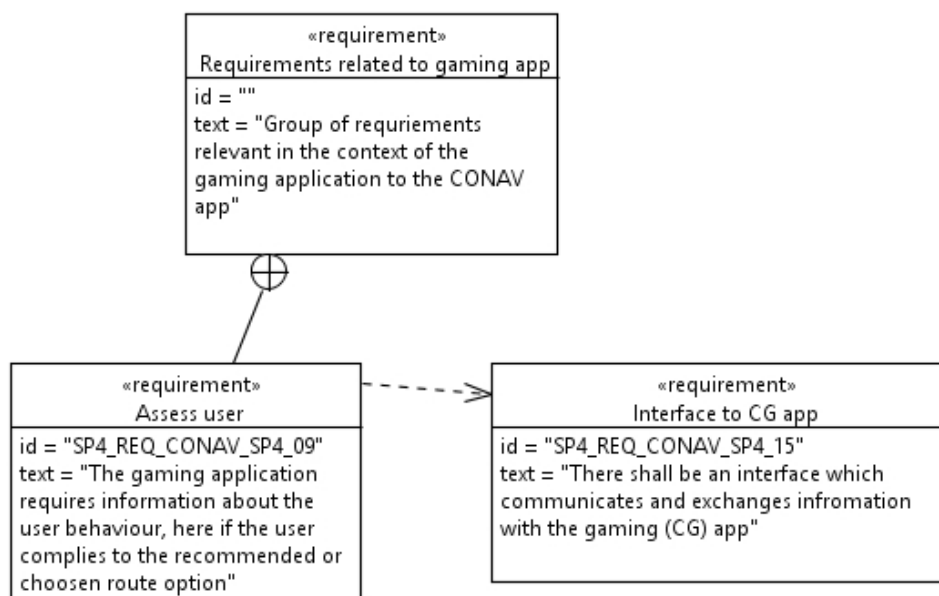 «requirement»
Requirements related to gaming app
id = ""
text = "Group of requriements
relevant in the context of the
gaming application to the CONAV
app"
«requirement»
Assess user
id = "SP4_REQ_CONAV_SP4_09"
text = "The gaming application
requires information about the
user behaviour, here if the user
complies to the recommended or
choosen route option"
«requirement»
Interface to CG app
id = "SP4_REQ_CONAV_SP4_15"
text = "There shall be an interface which
communicates and exchanges infromation
with the gaming (CG) app"